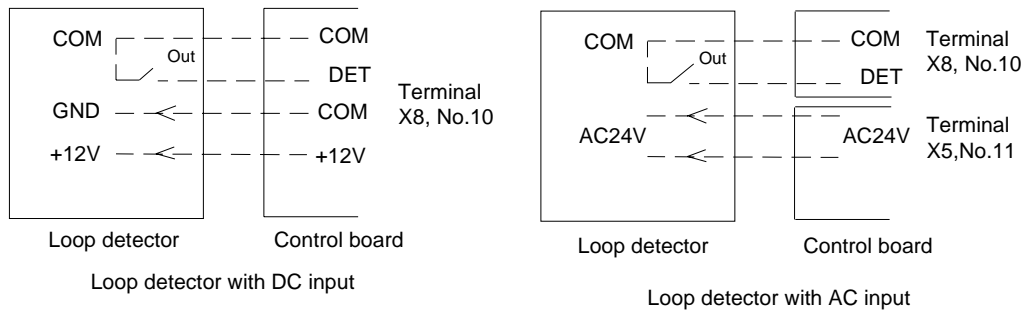 COM
Out
COM
DET
GND
COM
+12V
+12V
Terminal
X8, No.10
Loop detector
Control board
Loop detector with DC input
COM
Out
COM
DET
Terminal
X8, No.10
AC24V
AC24V
Terminal
X5,No.11
Loop detector
Control board
Loop detector with AC input